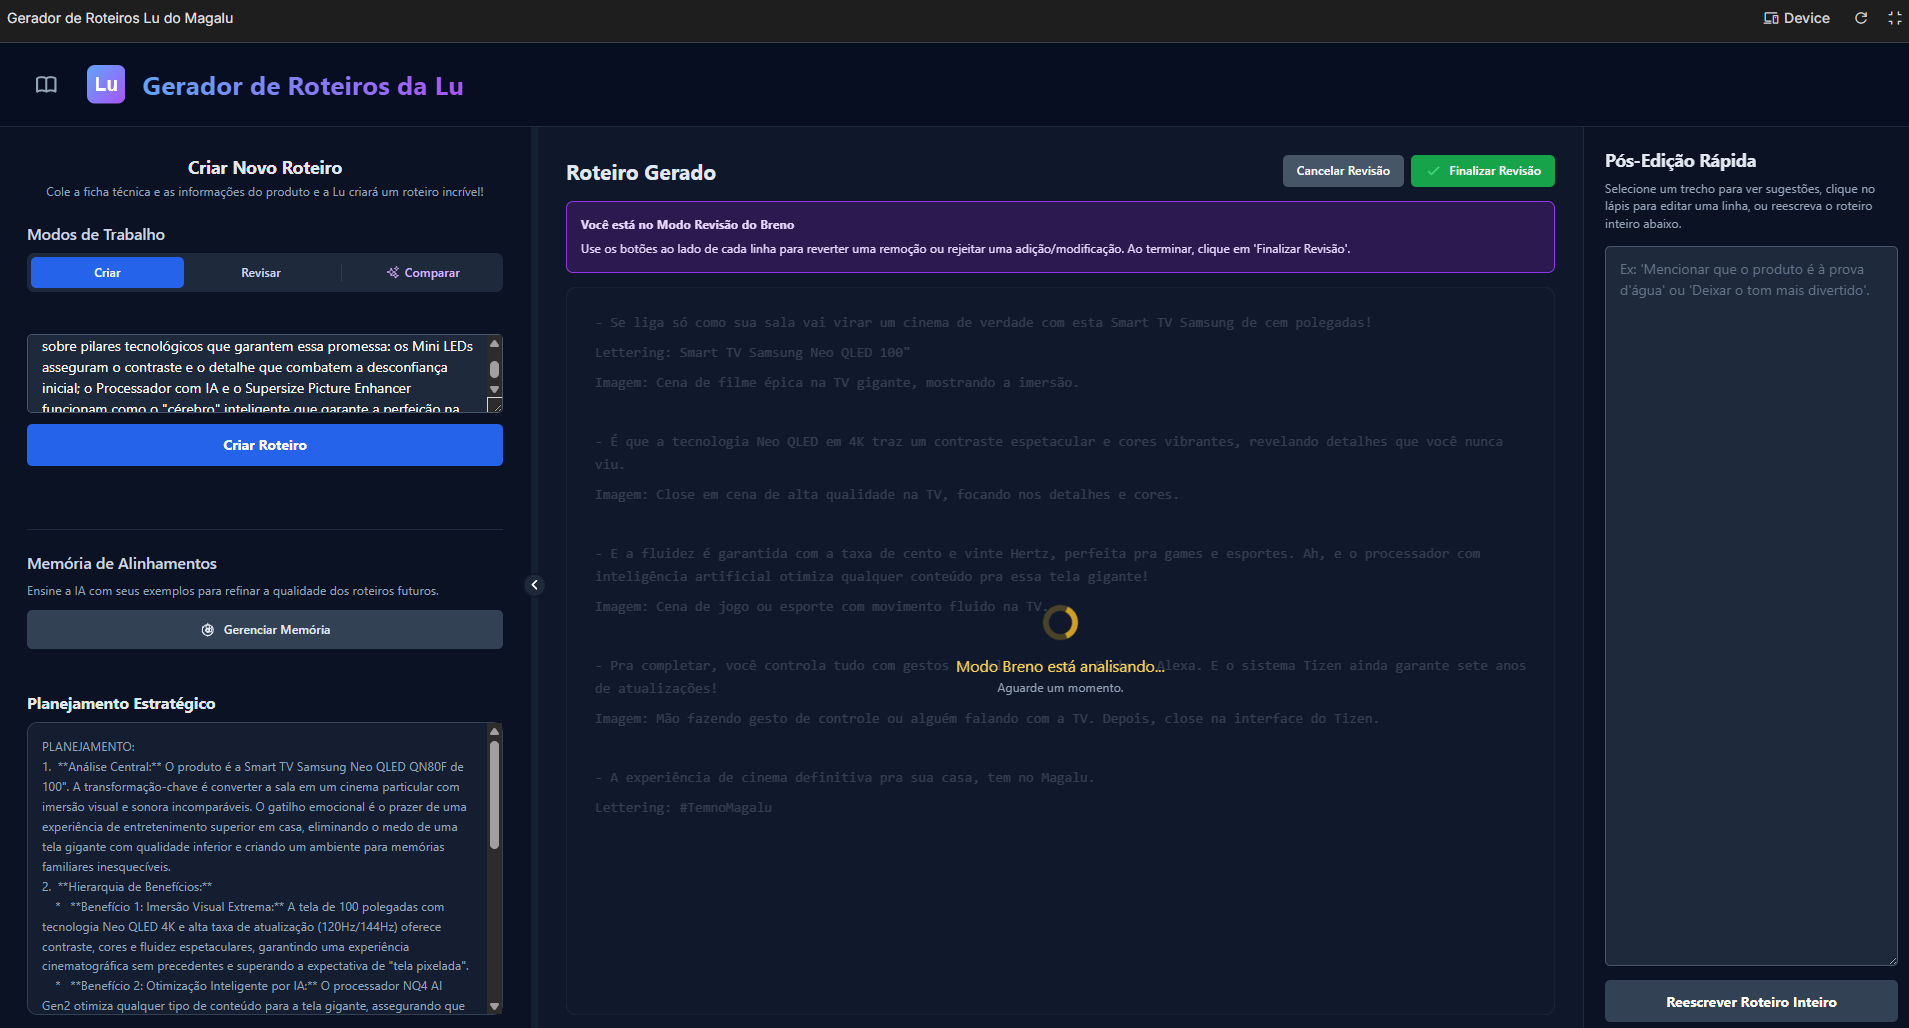 Gerador de Roteiros Lu do Magalu
Device
Lu
Gerador de Roteiros da Lu
Criar Novo Roteiro
Cole a ficha técnica e as informações do produto e a Lu criará um roteiro incrível!
Modos de Trabalho
Criar
Revisar
Comparar
sobre pilares tecnológicos que garantem essa promessa: os Mini LEDs
asseguram o contraste e o detalhe que combatem a desconfiança
inicial; o Processador com IA e o Supersize Picture Enhancer
funcionam como o "cérebro" inteligente que garante a perfeição na
Criar Roteiro
Memória de Alinhamentos
Ensine a IA com seus exemplos para refinar a qualidade dos roteiros futuros.
Gerenciar Memória
Planejamento Estratégico
PLANEJAMENTO:
1. **Análise Central:** O produto é a Smart TV Samsung Neo QLED QN80F de
100". A transformação-chave é converter a sala em um cinema particular com
imersão visual e sonora incomparáveis. O gatilho emocional é o prazer de uma
experiência de entretenimento superior em casa, eliminando o medo de uma
tela gigante com qualidade inferior e criando um ambiente para memórias
familiares inesquecíveis.
2. **Hierarquia de Benefícios:**
* **Benefício 1: Imersão Visual Extrema:** A tela de 100 polegadas com
tecnologia Neo QLED 4K e alta taxa de atualização (120Hz/144Hz) oferece
contraste, cores e fluidez espetaculares, garantindo uma experiência
cinematográfica sem precedentes e superando a expectativa de "tela pixelada".
* **Benefício 2: Otimização Inteligente por IA:** O processador NQ4 AI
Gen2 otimiza qualquer tipo de conteúdo para a tela gigante, assegurando que
Roteiro Gerado
Cancelar Revisão
Finalizar Revisão
Você está no Modo Revisão do Breno
Use os botões ao lado de cada linha para reverter uma remoção ou rejeitar uma adição/modificação. Ao terminar, clique em 'Finalizar Revisão'.
- Se liga só como sua sala vai virar um cinema de verdade com esta Smart TV Samsung de cem polegadas!
Lettering: Smart TV Samsung Neo QLED 100"
Imagem: Cena de filme épica na TV gigante, mostrando a imersão.
- É que a tecnologia Neo QLED em 4K traz um contraste espetacular e cores vibrantes, revelando detalhes que você nunca
viu.
Imagem: Close em cena de alta qualidade na TV, focando nos detalhes e cores.
- E a fluidez é garantida com a taxa de cento e vinte Hertz, perfeita pra games e esportes. Ah, e o processador com
inteligência artificial otimiza qualquer conteúdo pra essa tela gigante!
Imagem: Cena de jogo ou esporte com movimento fluido na TV.
- Pra completar, você controla tudo com gestos Alexa. E o sistema Tizen ainda garante sete anos
de atualizações!
Modo Breno está analisando...
Aguarde um momento.
Imagem: Mão fazendo gesto de controle ou alguém falando com a TV. Depois, close na interface do Tizen.
- A experiência de cinema definitiva pra sua casa, tem no Magalu.
Lettering: #TemnoMagalu
Pós-Edição Rápida
Selecione um trecho para ver sugestões, clique no
lápis para editar uma linha, ou reescreva o roteiro
inteiro abaixo.
Ex: 'Mencionar que o produto é à prova
d'água' ou 'Deixar o tom mais divertido'.
Reescrever Roteiro Inteiro